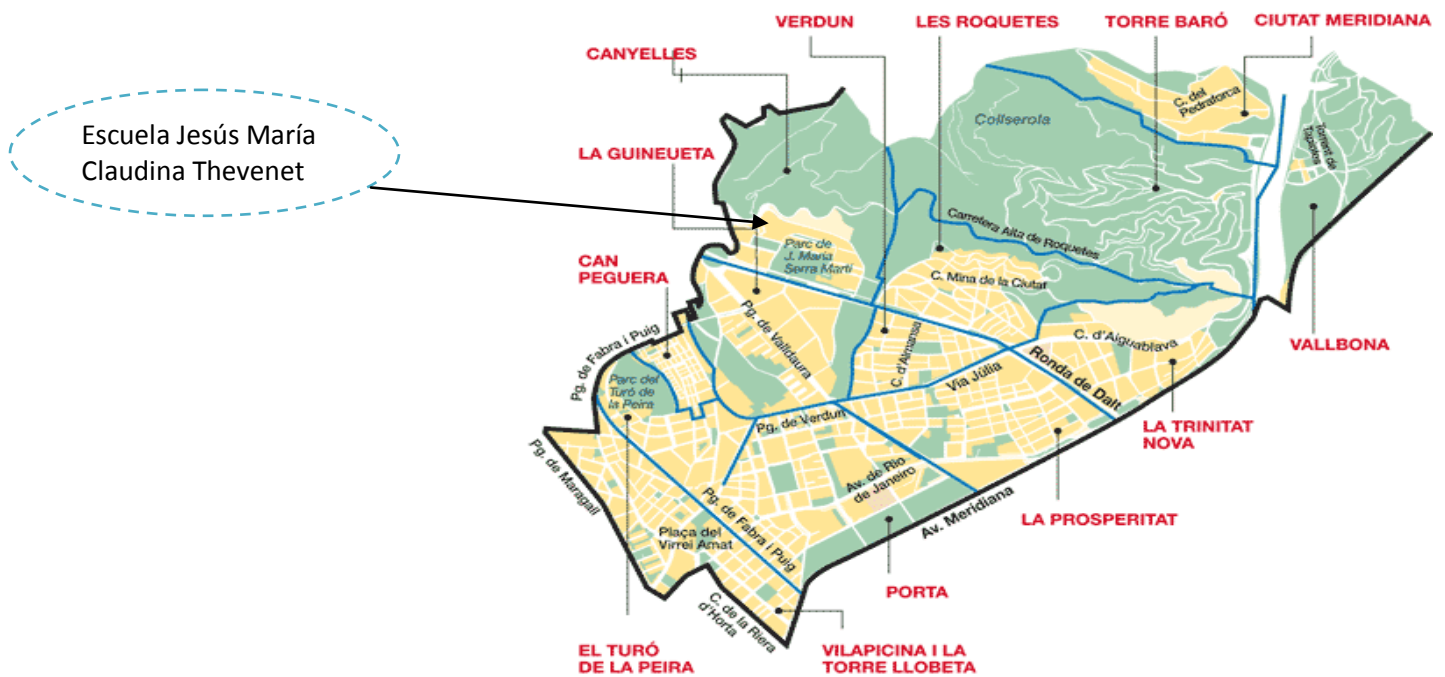 VERDUN
LES ROQUETES
TORRE BARÓ
CIUTAT MERIDIANA
CANYELLES
Escuela Jesús María
Claudina Thevenet
LA GUINEUETA
CAN
PEGUERA
Collserola
C. del
Pedraforca
Torrent de
Tapioles
Carretera Alta de Roquetes
Parc de
J. Maria
Serra Martí
C. Mina de la Ciutat
Pg. de Valldaura
C. d'Almansa
C. d'Aiguablava
VALLBONA
Pg. de Fabra i Puig
Parc del
Turó de
la Peira
Via Júlia
Ronda de Dalt
Pg. de Verdun
LA TRINITAT
NOVA
Pg. de Maragall
Av. de Rio
de Janeiro
Pg. de Fabra i Puig
Av. Meridiana
LA PROSPERITAT
Plaça del
Virrei Amat
PORTA
C. de la Riera
d'Horta
EL TURÓ
DE LA PEIRA
VILAPICINA I LA
TORRE LLOBETA